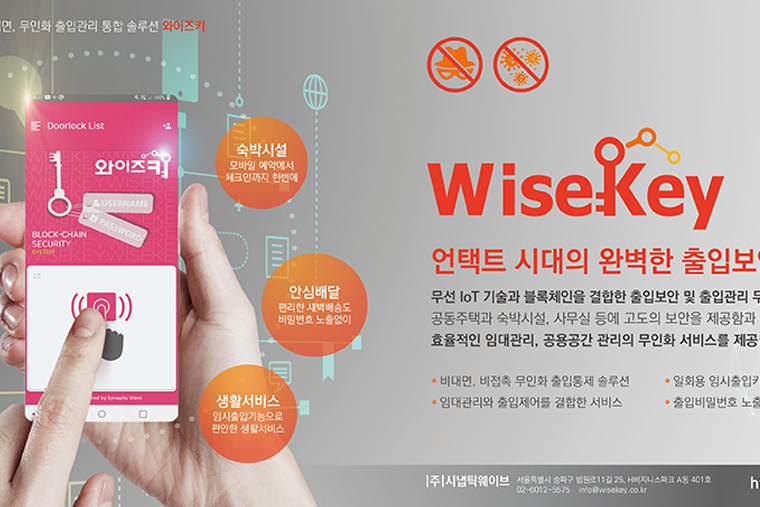 면, 무인화 출입관리 통합 솔루션 와이즈키
Doorlock List
와이즈키
USERNAME
PASSWORD
BLOCK-CHAIN
SECURITY
SYSTEM
ered by Synaptic Wave
숙박시설
모바일 예약에서
체크인까지 한번에
안심배달
편리한 새벽배송도
비밀번호 노출없이
생활서비스
임시출입기능으로
편안한 생활서비스
WiseKey
언택트 시대의 완벽한 출입보안
무선 IoT 기술과 블록체인을 결합한 출입보안 및 출입관리 무
공동주택과 숙박시설, 사무실 등에 고도의 보안을 제공함과
효율적인 임대관리, 공용공간 관리의 무인화 서비스를 제공
• 비대면, 비접촉 무인화 출입통제 솔루션
• 일회용 임시출입키
• 임대관리와 출입제어를 결합한 서비스
• 출입비밀번호 노출
(주)시냅틱웨이브
서울특별시 송파구 법원로11길 25, H비지니스파크 A동 401호
02-6012-5575 info@wisekey.co.kr